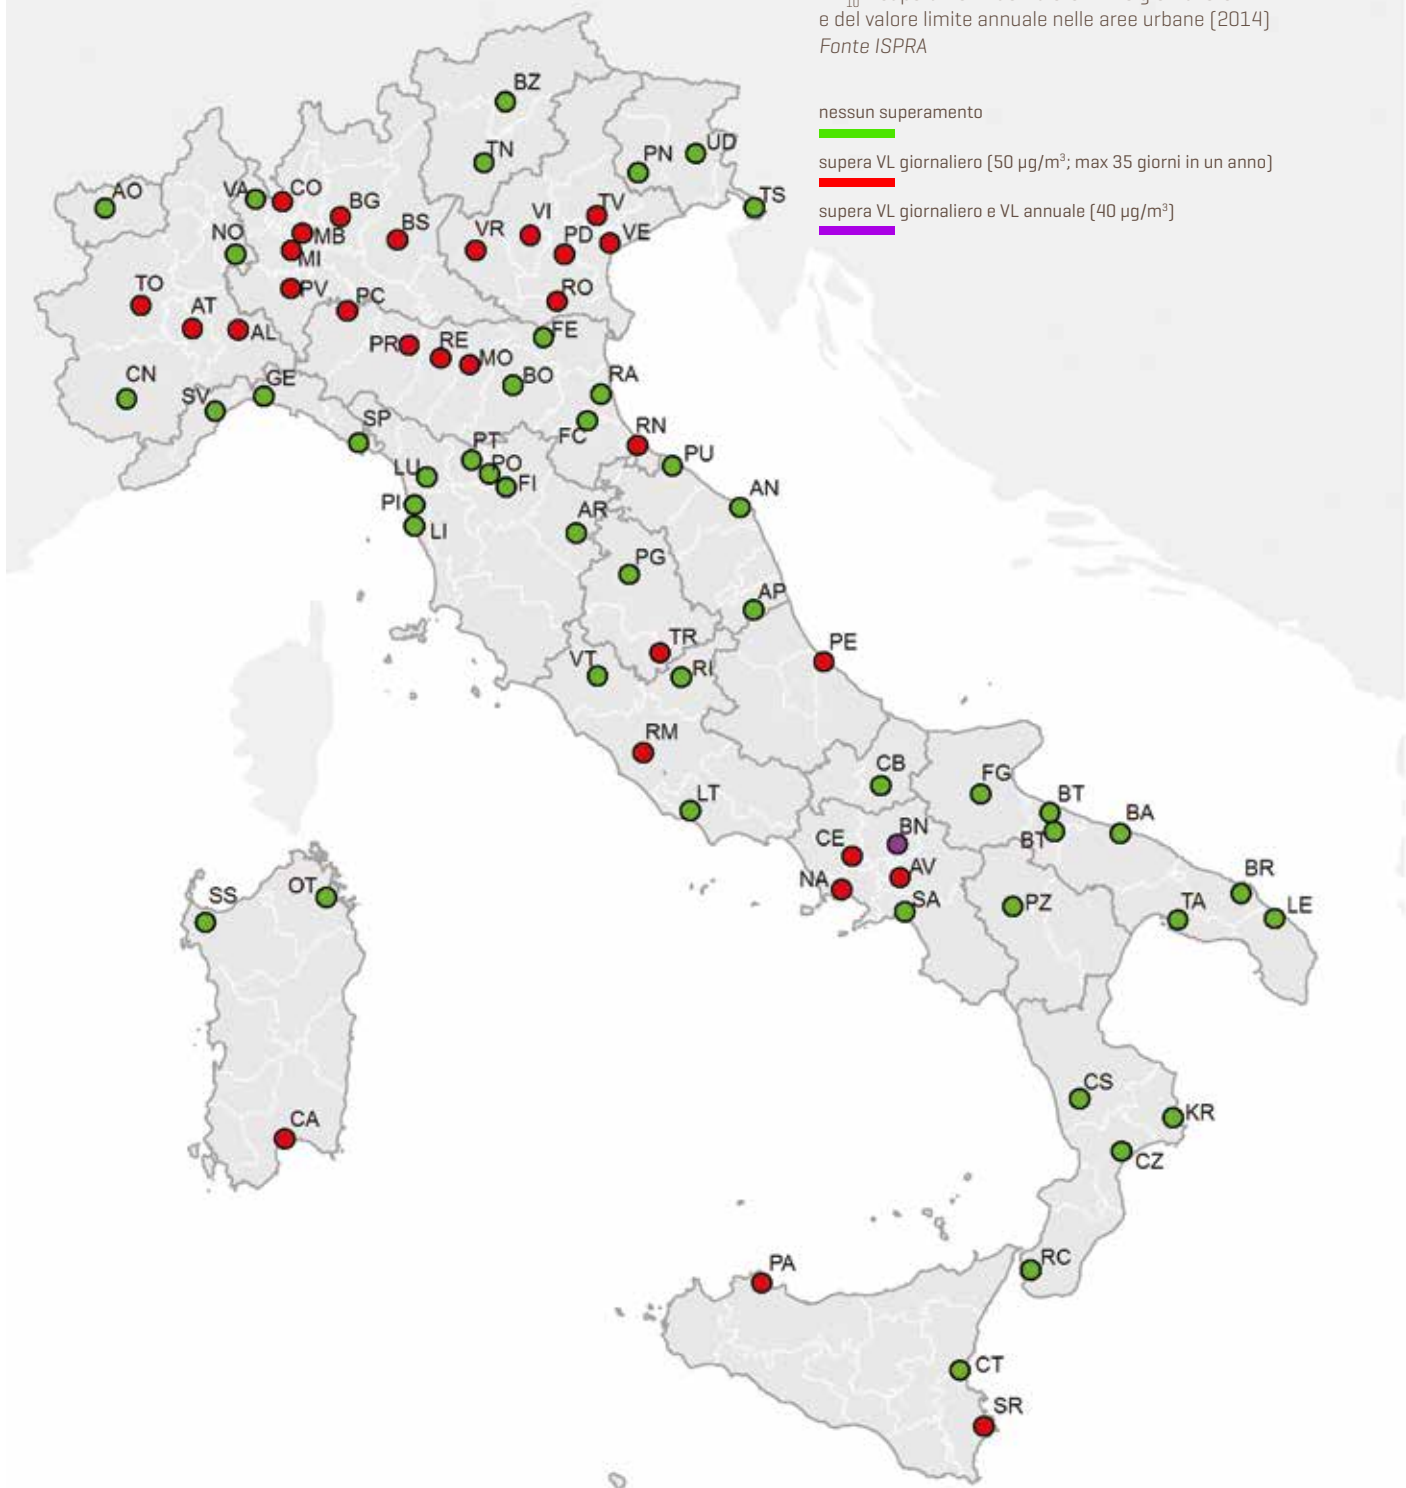 10
e del valore limite annuale nelle aree urbane (2014)
Fonte ISPRA
nessun superamento
supera VL giornaliero (50 µg/m³; max 35 giorni in un anno)
supera VL giornaliero e VL annuale (40 µg/m³)
BZ
TN
PN
UD
TS
AO
VA
CO
BG
BS
NO
MB
MI
VR
VI
TV
PD
VE
TO
AT
AL
PV
PC
RO
PR
RE
MO
FE
CN
SV
GE
BO
RA
SP
PT
FC
RN
LU
PO
FI
PU
PI
LI
AR
AN
PG
AP
TR
VT
RI
PE
RM
LT
CB
FG
BT
BA
BN
BT
CE
AV
NA
SA
PZ
BR
TA
LE
SS
OT
CA
CS
KR
CZ
RC
PA
CT
SR